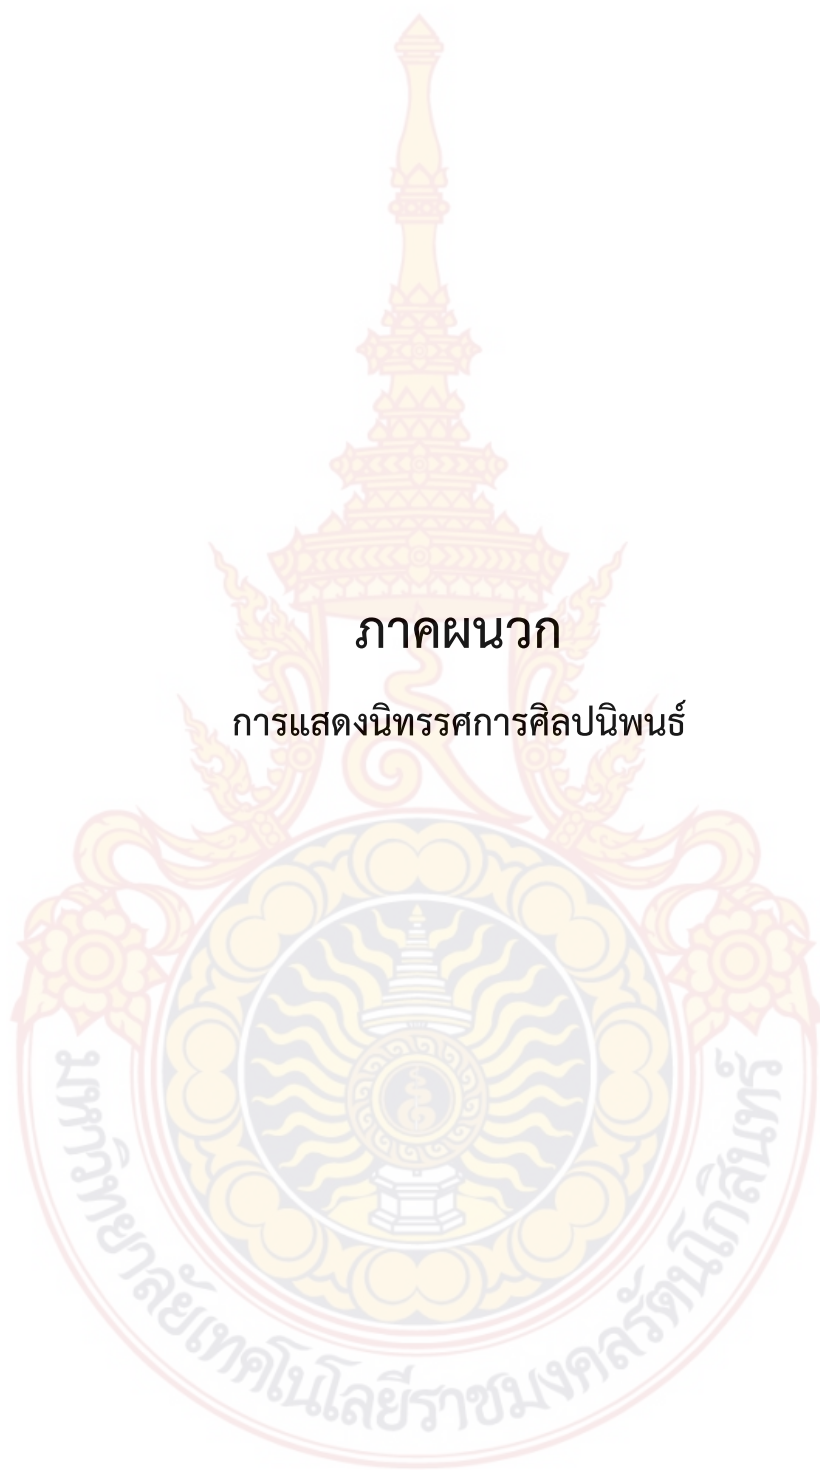 ภาคผนวก
การแสดงนิทรรศการศิลปนิพนธ์
มหาวิทยาลัยเทคโนโลยีราชมงคลรัตนโกสินทร์